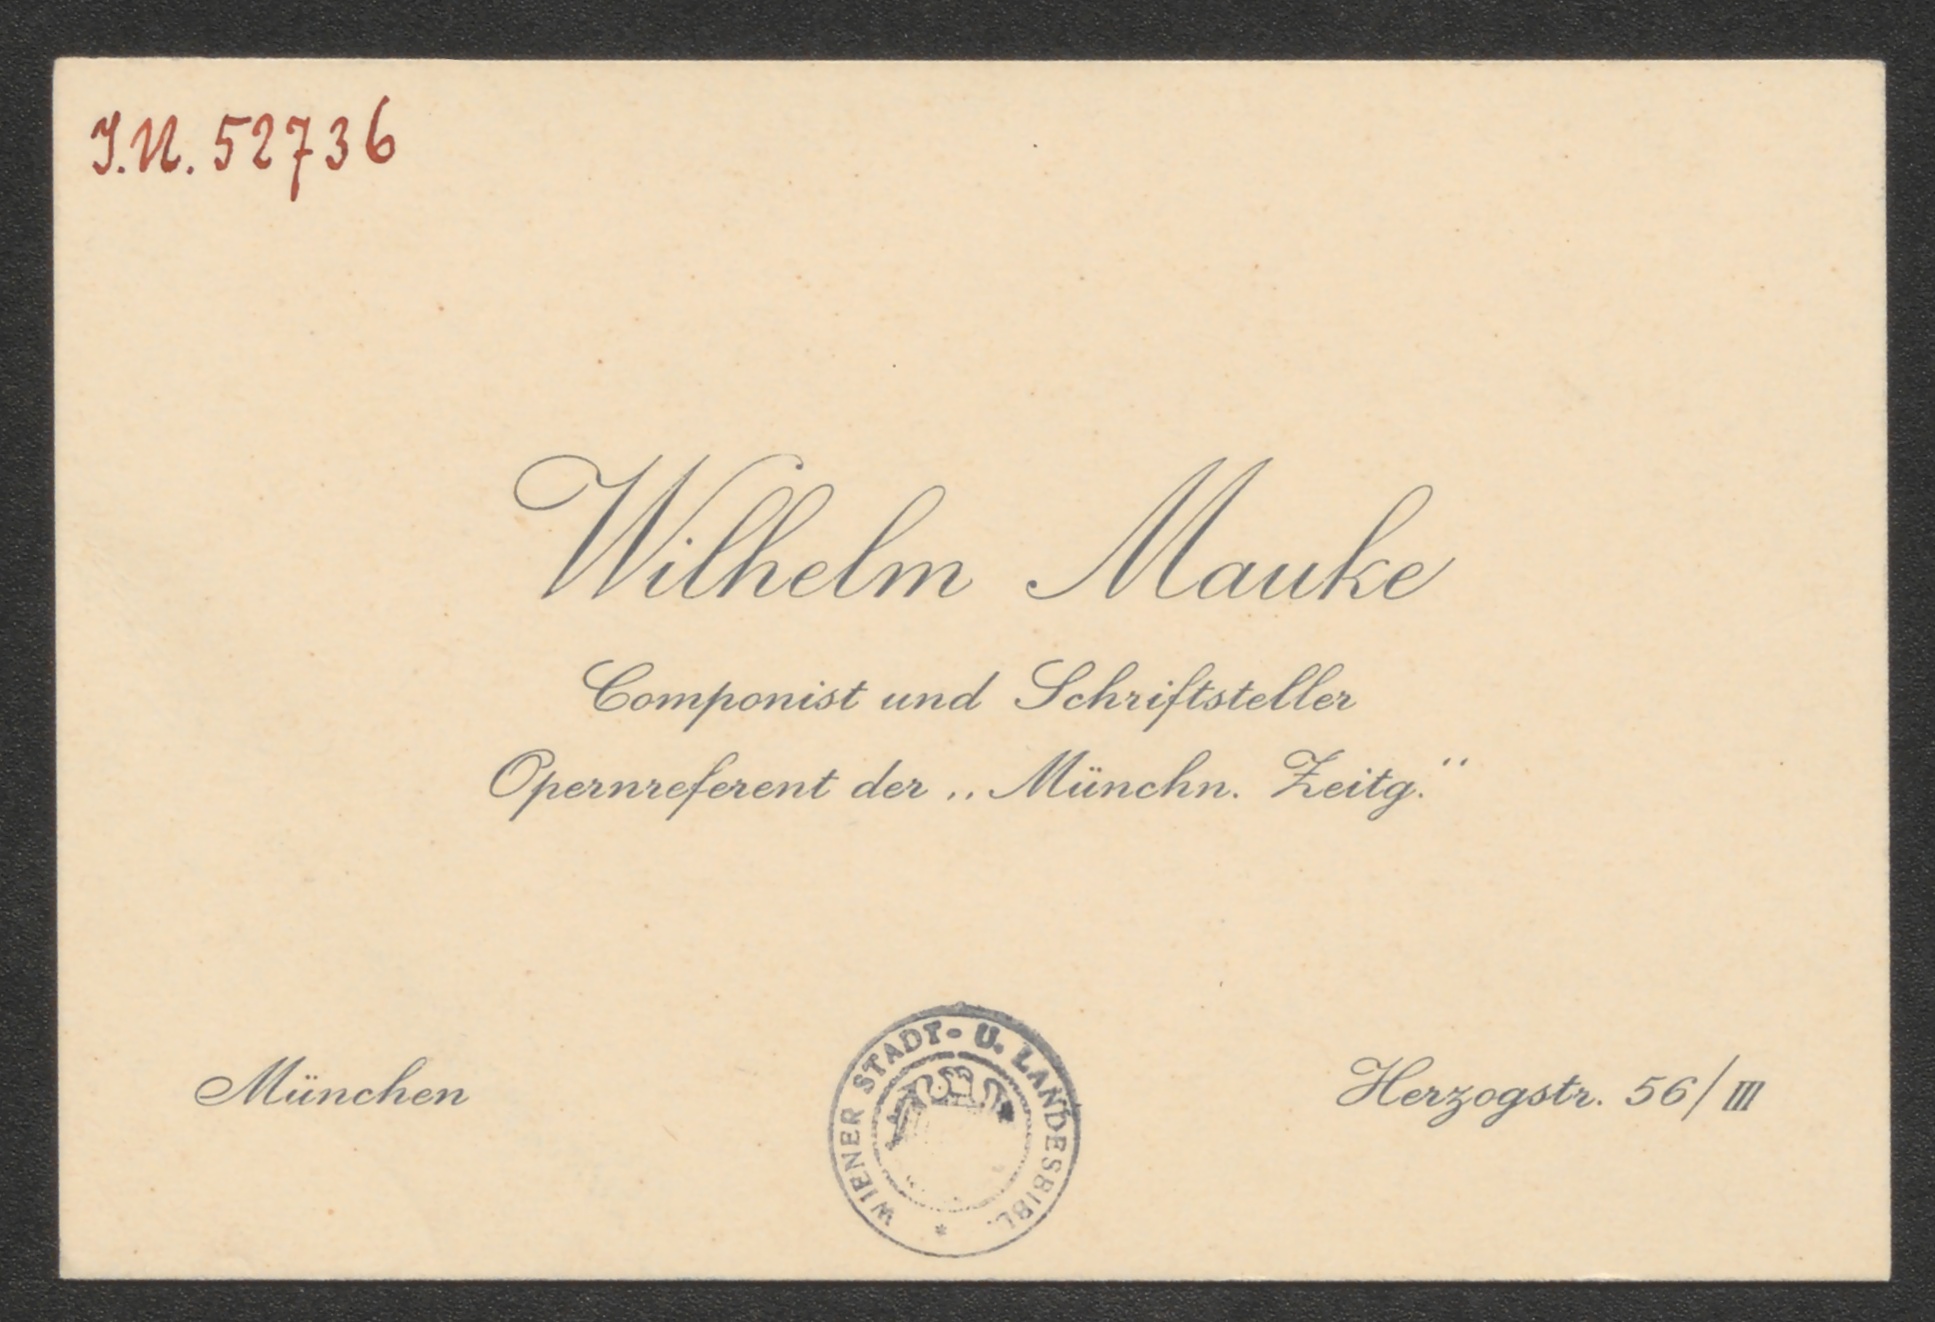 J.N. 52736
Wilhelm Mauke
Componist und Schriftsteller
Opernreferent der „Münchn. Zeitg.“
München
WIENER STADT- U. LANDESBIBL. *
Herzogstr. 56/III